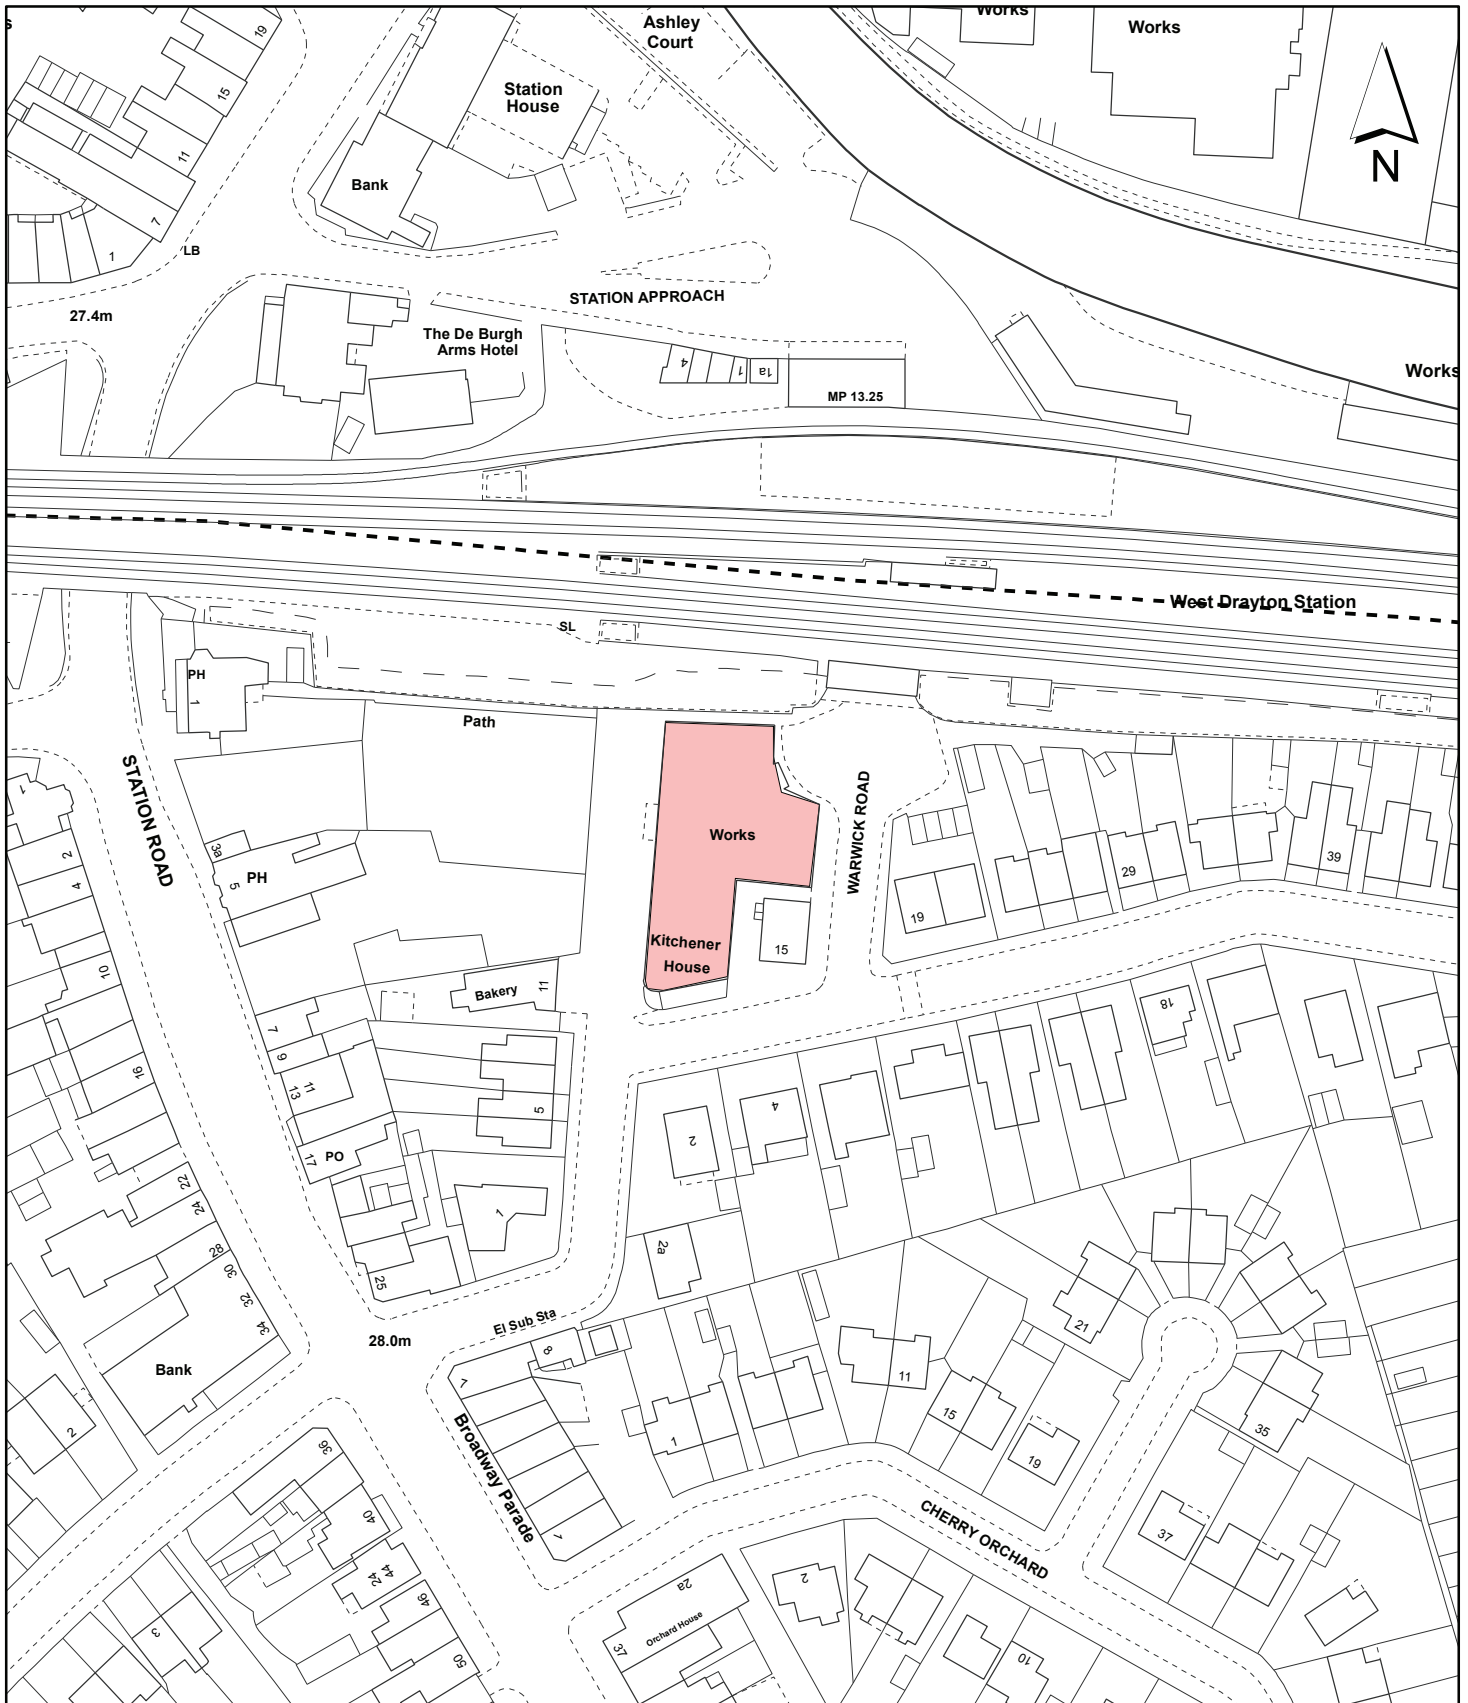 s
19
Ashley
Court
Works
Works
N
15
Station
House
11
Bank
7
1
LB
27.4m
STATION APPROACH
The De Burgh
Arms Hotel
4
1
1a
MP 13.25
Works
West Drayton Station
SL
PH
1
Path
STATION ROAD
WARWICK ROAD
Works
1
2
4
3a
5
PH
19
29
39
15
Kitchener
House
10
Bakery
11
7
9
11
13
18
16
5
2
4
17
PO
22
24
1
2a
28
30
32
34
25
21
El Sub Sta
28.0m
Bank
8
7
11
15
1
35
2
19
36
Broadway Parade
40
1
CHERRY ORCHARD
37
44
24
46
2a
2
Orchard House
37
3
50
10